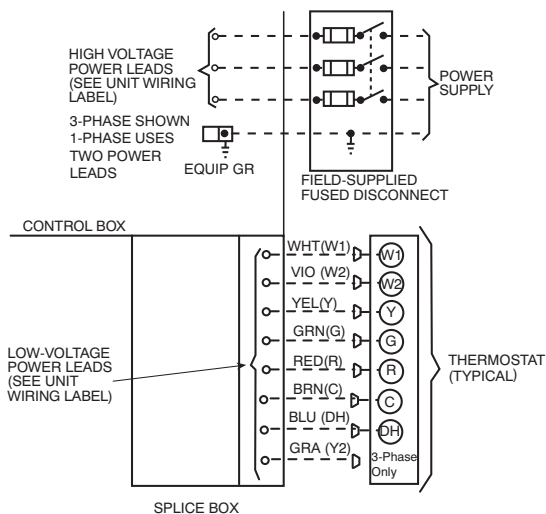 HIGH VOLTAGE
POWER LEADS
(SEE UNIT WIRING
LABEL)
3-PHASE SHOWN
1-PHASE USES
TWO POWER
LEADS
EQUIP GR
POWER
SUPPLY
FIELD-SUPPLIED
FUSED DISCONNECT
CONTROL BOX
WHT(W1)
W1
VIO (W2)
W2
YEL(Y)
Y
GRN(G)
G
RED(R)
R
BRN(C)
C
BLU (DH)
DH
GRA (Y2)
3-Phase
Only
LOW-VOLTAGE
POWER LEADS
(SEE UNIT
WIRING LABEL)
THERMOSTAT
(TYPICAL)
SPLICE BOX